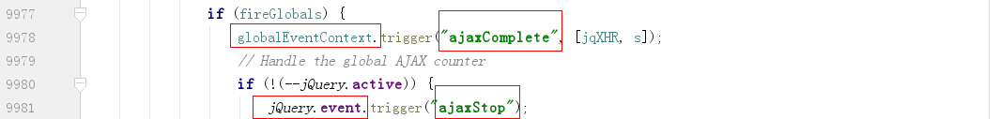 9977 if (fireGlobals) {
9978 globalEventContext.trigger("ajaxComplete", [jqXHR, s]);
9979 // Handle the global AJAX counter
9980 if (!(--jQuery.active)) {
9981 jQuery.event.trigger("ajaxStop");